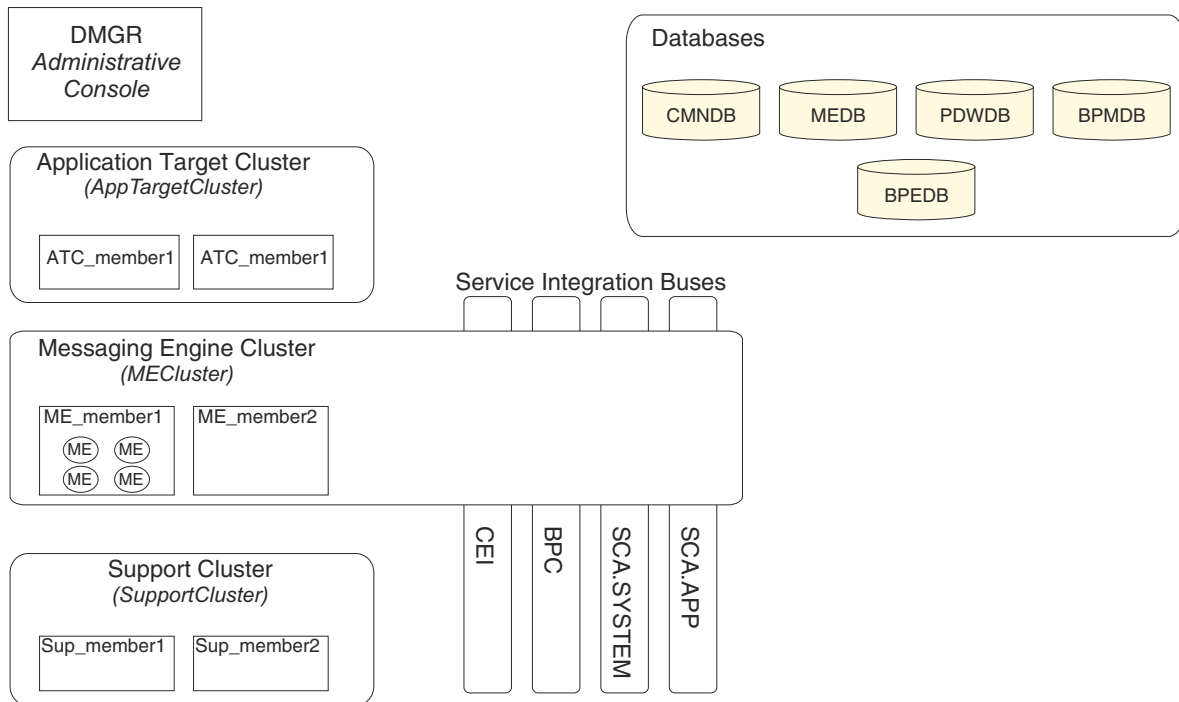 DMGR
Administrative
Console
Databases
CMNDB
MEDB
PDWDB
BPMDB
BPEDB
Application Target Cluster
(AppTargetCluster)
ATC_member1
ATC_member1
Service Integration Buses
Messaging Engine Cluster
(MECluster)
ME_member1
ME_member2
ME
ME
ME
ME
CEI
BPC
SCA.SYSTEM
SCA.APP
Support Cluster
(SupportCluster)
Sup_member1
Sup_member2